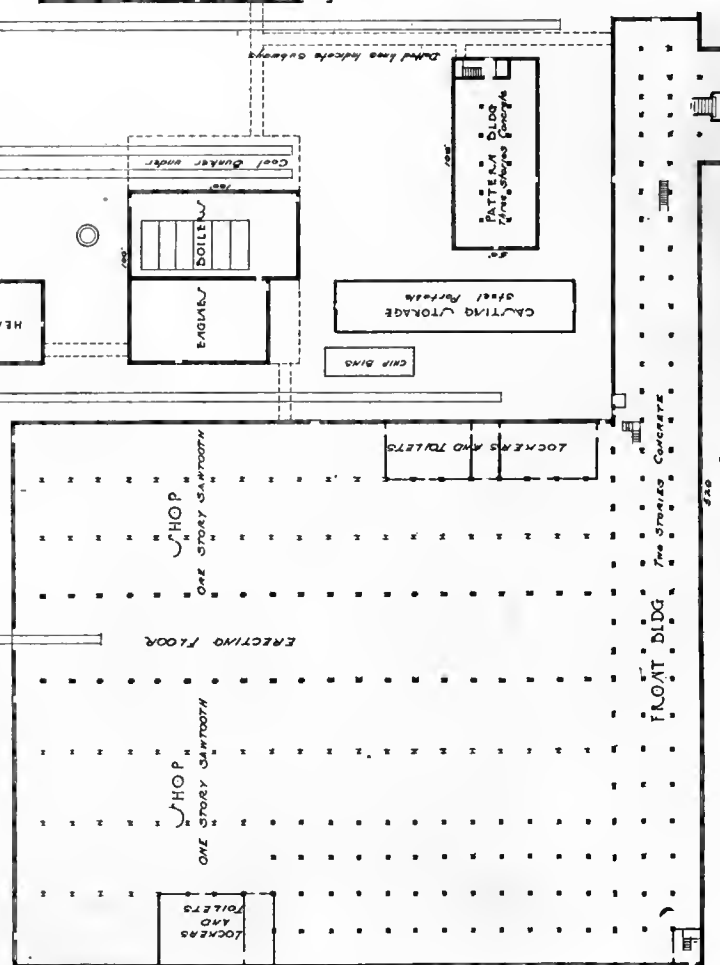 Dotted lines Indicate Subways
PATTERN BLDG
Three Stories Concrete
100'
50'
Coal Bunker under
100'
BOILERS
100'
ENGINES
HEA
CASTING STORAGE
Steel Portable
CHIP BINS
LOCKERS AND TOILETS
SHOP
ONE STORY SAWTOOTH
ERECTING FLOOR
SHOP
ONE STORY SAWTOOTH
LOCKERS
AND
TOILETS
FRONT BLDG
TWO STORIES CONCRETE
520